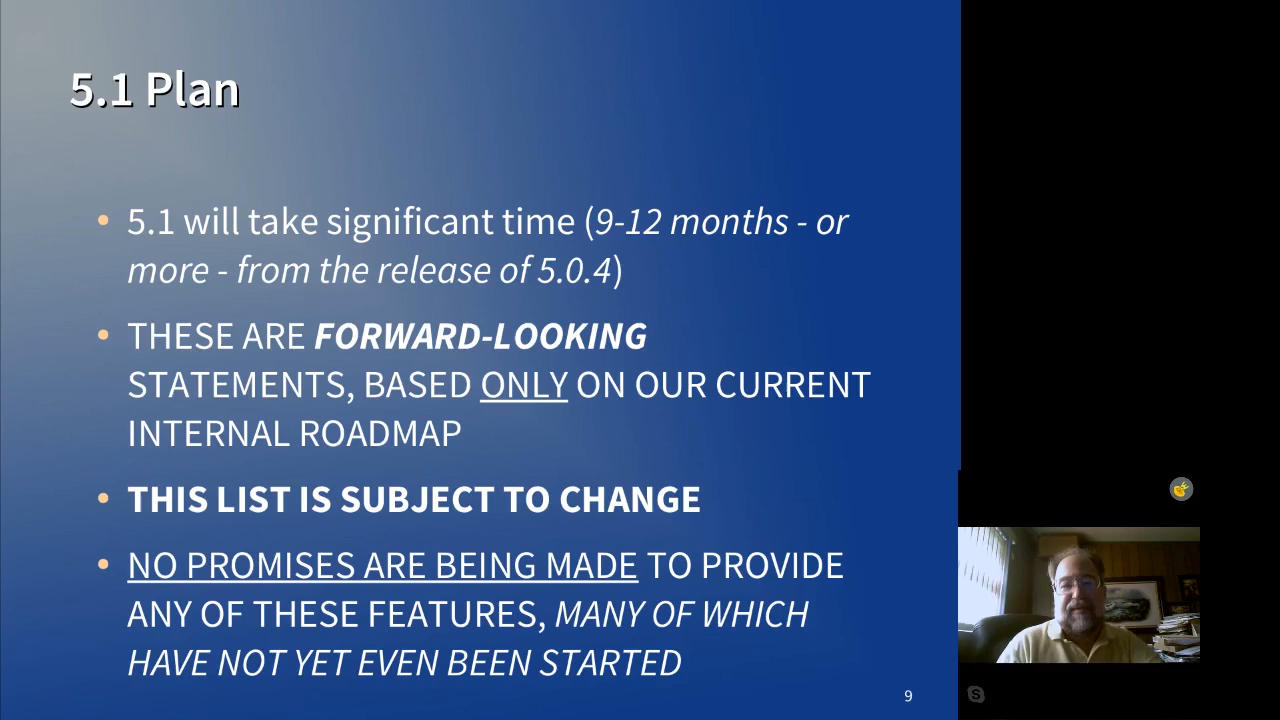 5.1 Plan
• 5.1 will take significant time (9-12 months - or
more - from the release of 5.0.4)
• THESE ARE FORWARD-LOOKING
STATEMENTS, BASED ONLY ON OUR CURRENT
INTERNAL ROADMAP
• THIS LIST IS SUBJECT TO CHANGE
• NO PROMISES ARE BEING MADE TO PROVIDE
ANY OF THESE FEATURES, MANY OF WHICH
HAVE NOT YET EVEN BEEN STARTED
9